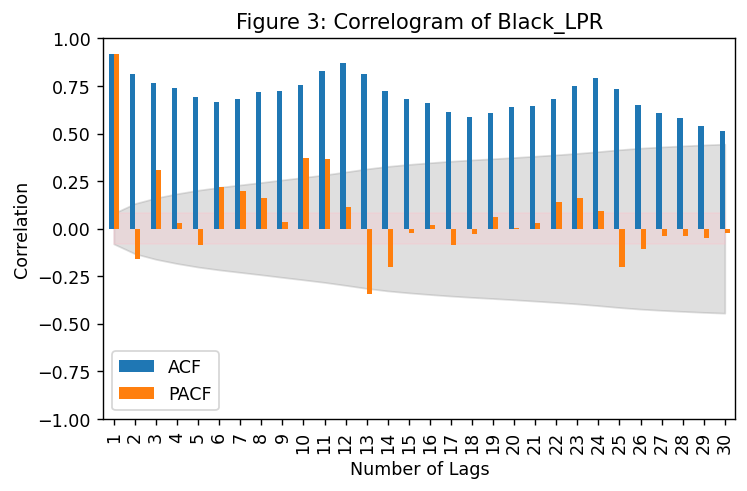 Figure 3: Correlogram of Black_LPR
1.00
0.75
0.50
0.25
0.00
−0.25
−0.50
−0.75
−1.00
Correlation
ACF
PACF
1 2 3 4 5 6 7 8 9 10 11 12 13 14 15 16 17 18 19 20 21 22 23 24 25 26 27 28 29 30
Number of Lags